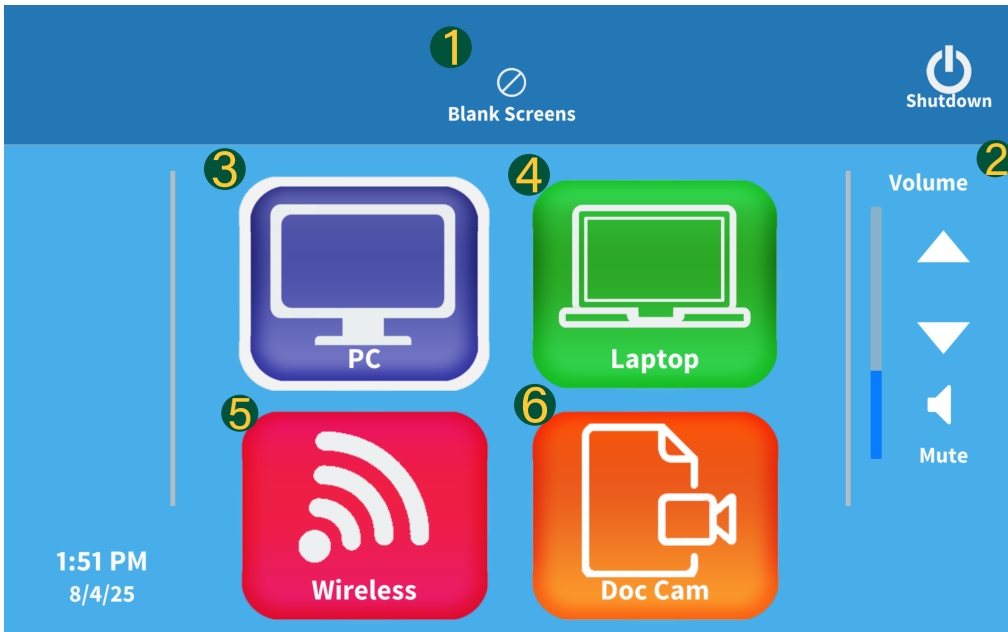 1
Blank Screens
Shutdown
2
Volume
3
PC
4
Laptop
Mute
5
Wireless
6
Doc Cam
1:51 PM
8/4/25